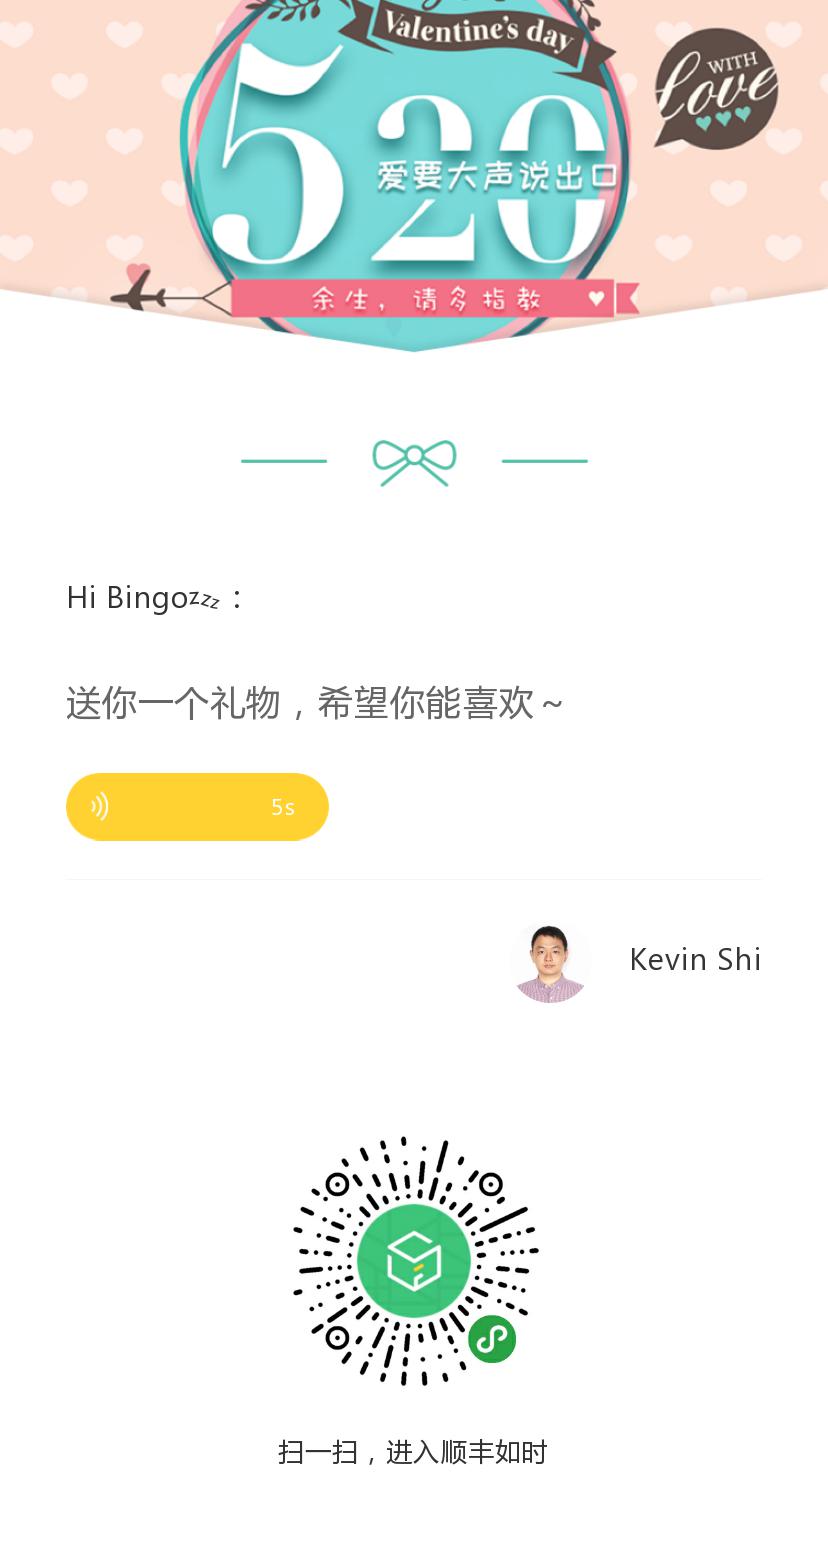 Valentine's day
WITH
love
520
爱要大声说出口
余生，请多指教
Hi Bingozzz：
送你一个礼物，希望你能喜欢～
5s
Kevin Shi
扫一扫，进入顺丰如时